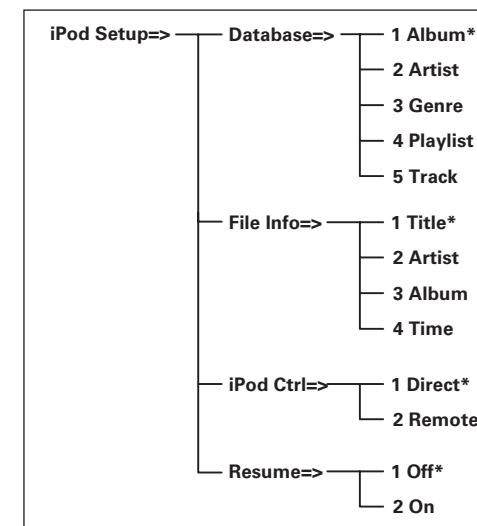 iPod Setup=> Database=> 1 Album*
2 Artist
3 Genre
4 Playlist
5 Track
File Info=> 1 Title*
2 Artist
3 Album
4 Time
iPod Ctrl=> 1 Direct*
2 Remote
Resume=> 1 Off*
2 On